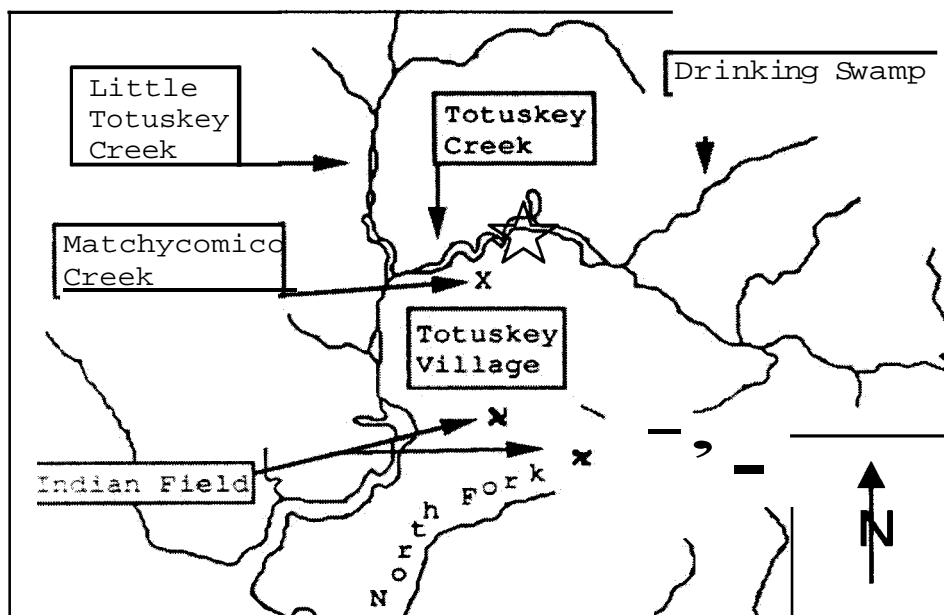 Drinking Swamp
Little
Totuskey
Creek
Totuskey
Creek
Matchycomico
Creek
X
Totuskey
Village
x
x
Indian Field
North Fork
N